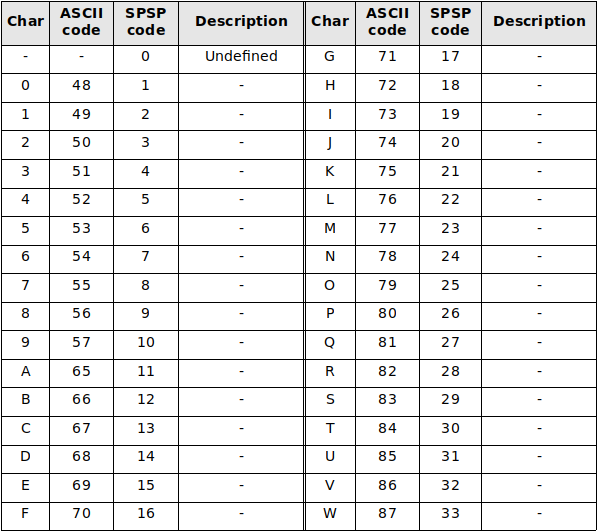 Char ASCII code SPSP code Description Char ASCII code SPSP code Description
- - 0 Undefined G 71 17 -
0 48 1 - H 72 18 -
1 49 2 - I 73 19 -
2 50 3 - J 74 20 -
3 51 4 - K 75 21 -
4 52 5 - L 76 22 -
5 53 6 - M 77 23 -
6 54 7 - N 78 24 -
7 55 8 - O 79 25 -
8 56 9 - P 80 26 -
9 57 10 - Q 81 27 -
A 65 11 - R 82 28 -
B 66 12 - S 83 29 -
C 67 13 - T 84 30 -
D 68 14 - U 85 31 -
E 69 15 - V 86 32 -
F 70 16 - W 87 33 -